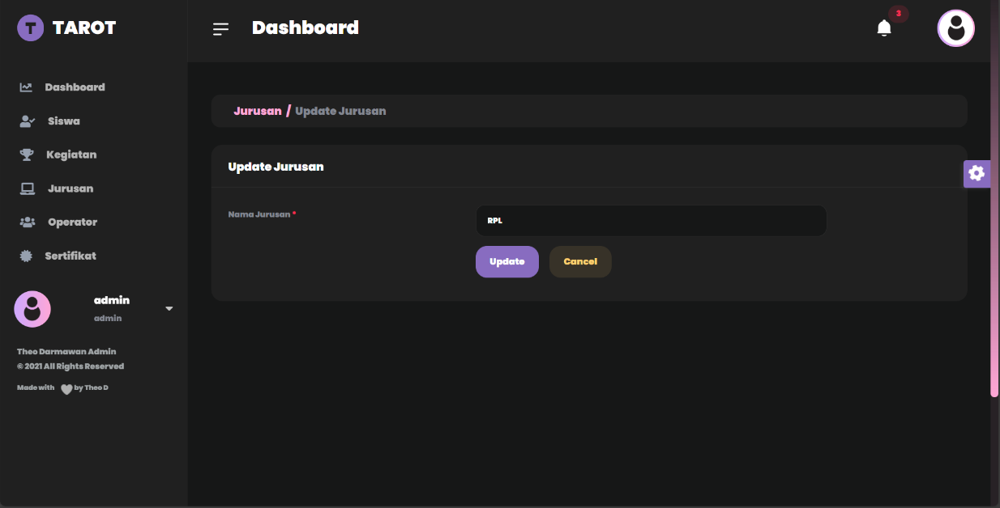 T TAROT
Dashboard
3
Dashboard
Siswa
Kegiatan
Jurusan
Operator
Sertifikat
admin
admin
Theo Darmawan Admin
© 2021 All Rights Reserved
Made with by Theo D
Jurusan / Update Jurusan
Update Jurusan
Nama Jurusan *
RPL
Update
Cancel